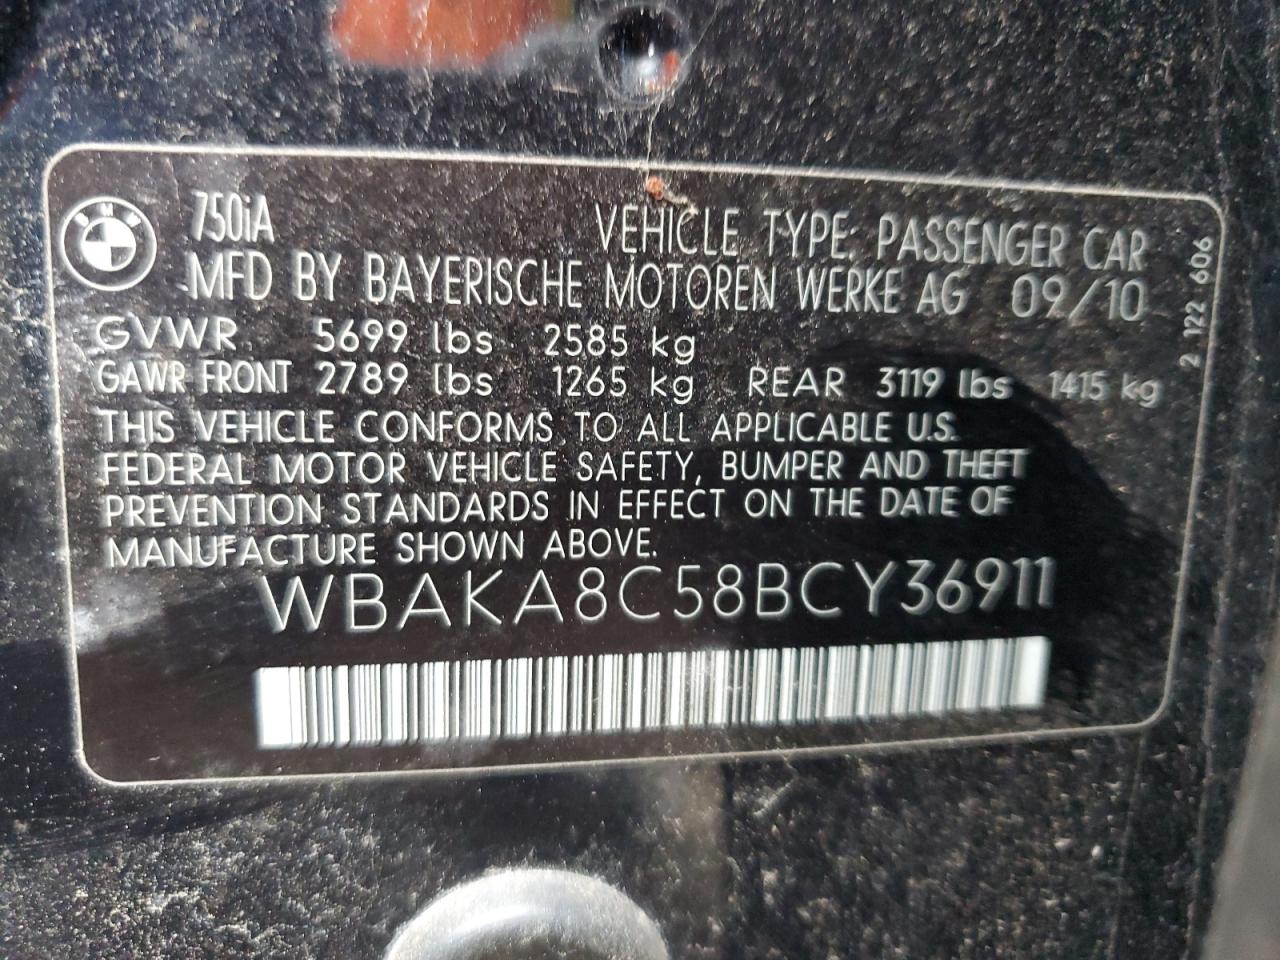 BMW
750iA VEHICLE TYPE: PASSENGER CAR
MFD BY BAYERISCHE MOTOREN WERKE AG 09/10
GVWR 5699 lbs 2585 kg
GAWR FRONT 2789 lbs 1265 kg REAR 3119 lbs 1415 kg
THIS VEHICLE CONFORMS TO ALL APPLICABLE U.S.
FEDERAL MOTOR VEHICLE SAFETY, BUMPER AND THEFT
PREVENTION STANDARDS IN EFFECT ON THE DATE OF
MANUFACTURE SHOWN ABOVE.
WBAKA8C58BCY36911
2 122 606